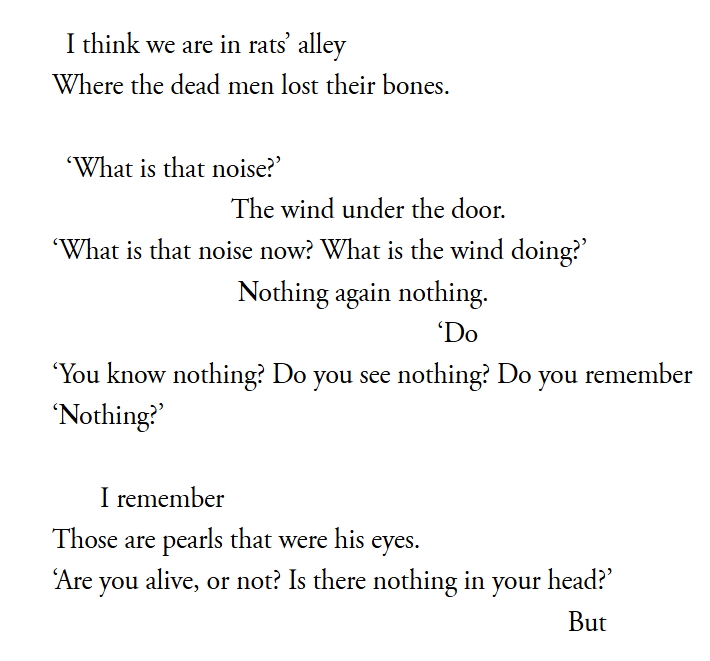 I think we are in rats’ alley
Where the dead men lost their bones.
‘What is that noise?’
The wind under the door.
‘What is that noise now? What is the wind doing?’
Nothing again nothing.
‘Do
‘You know nothing? Do you see nothing? Do you remember
‘Nothing?’
I remember
Those are pearls that were his eyes.
‘Are you alive, or not? Is there nothing in your head?’
But